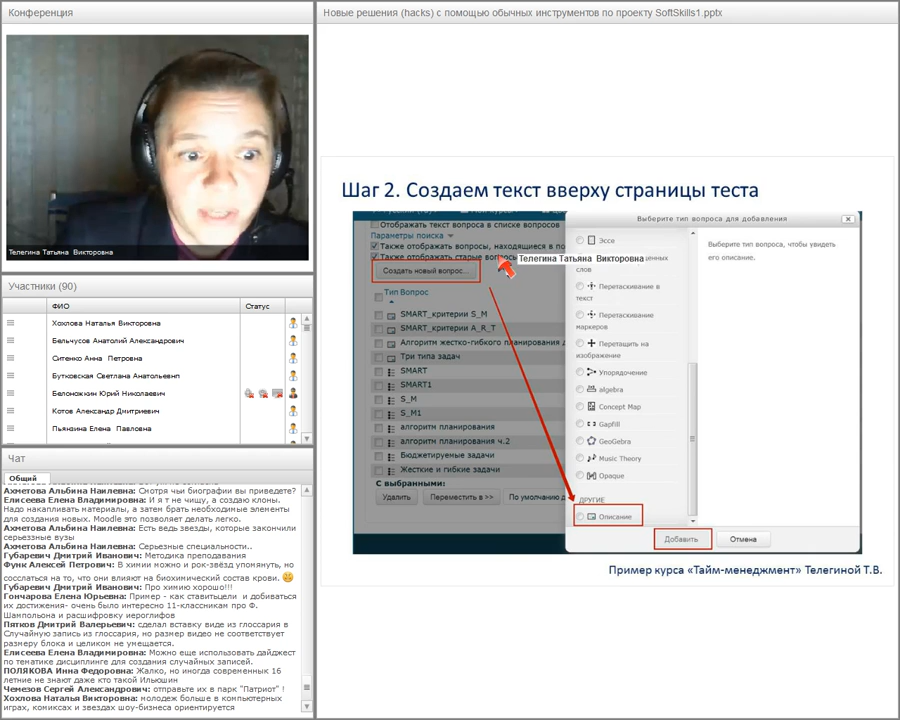 Конференция
Телегина Татьяна Викторовна
Участники (90)
ФИО Статус
Хохлова Наталья Викторовна
Бельчусов Анатолий Александрович
Ситенко Анна Петровна
Бутковская Светлана Анатольевнп
Белоножкин Юрий Николаевич
Котов Александр Дмитриевич
Пьянзина Елена Павловна
Чат
Общий
Ахметова Альбина Наилевна: Смотря чьи биографии вы приведете?
Елисеева Елена Владимировна: И я т не чищу, а создаю клоны.
Надо накапливать материалы, а затем брать необходимые элементы
для создания новых. Moodle это позволяет делать легко.
Ахметова Альбина Наилевна: Есть ведь звезды, которые закончили
серьеззные вузы
Ахметова Альбина Наилевна: Серьезные специальности..
Губаревич Дмитрий Иванович: Методика преподавания
Функ Алексей Петрович: В химии можно и рок-звёзд упомянуть, но
сосслаться на то, что они влияют на биохимический состав крови.
Губаревич Дмитрий Иванович: Про химию хорошо!!!
Гончарова Елена Юрьевна: Пример - как ставитьцели и добиваться
их достижения- очень было интересно 11-классникам про Ф.
Шампольона и расшифровку иероглифов
Пятков Дмитрий Валерьевич: сделал вставку виде из глоссария в
Случайную запись из глоссария, но размер видео не соответствует
размеру блока и целиком не умещается.
Елисеева Елена Владимировна: Можно еще использовать дайджест
по тематике дисциплинге для создания случайных записей.
ПОЛЯКОВА Инна Федоровна: Жалко, но иногда современных 16
летние не знают даже кто такой Ильюшин
Чемезов Сергей Александрович: отправьте их в парк "Патриот" !
Хохлова Наталья Викторовна: молодеж больше в компьютерных
играх, комиксах и звездах шоу-бизнеса ориентируется
Новые решения (hacks) с помощью обычных инструментов по проекту SoftSkills1.pptx
Шаг 2. Создаем текст вверху страницы теста
Отображать текст вопроса в списке вопросов
Параметры поиска
Также отображать вопросы, находящиеся в по
Также отображать старые вопросы
Телегина Татьяна Викторовна
Создать новый вопрос...
Тип Вопрос
SMART_критерии S_M
SMART_критерии A_R_T
Алгоритм жестко-гибкого планирования д
Три типа задач
SMART
SMART1
S_M
S_M1
алгоритм планирования
алгоритм планирования ч.2
Бюджетируемые задачи
Жесткие и гибкие задачи
С выбранными:
Удалить
Переместить в >>
По умолчанию д
Выберите тип вопроса для добавления
Эссе
слов
Перетаскивание в
текст
Перетаскивание
маркеров
Перетащить на
изображение
Упорядочение
algebra
Concept Map
Gapfill
GeoGebra
Music Theory
Opaque
ДРУГИЕ
Описание
Выберите тип вопроса, чтобы увидеть
его описание.
Добавить
Отмена
Пример курса «Тайм-менеджмент» Телегиной Т.В.